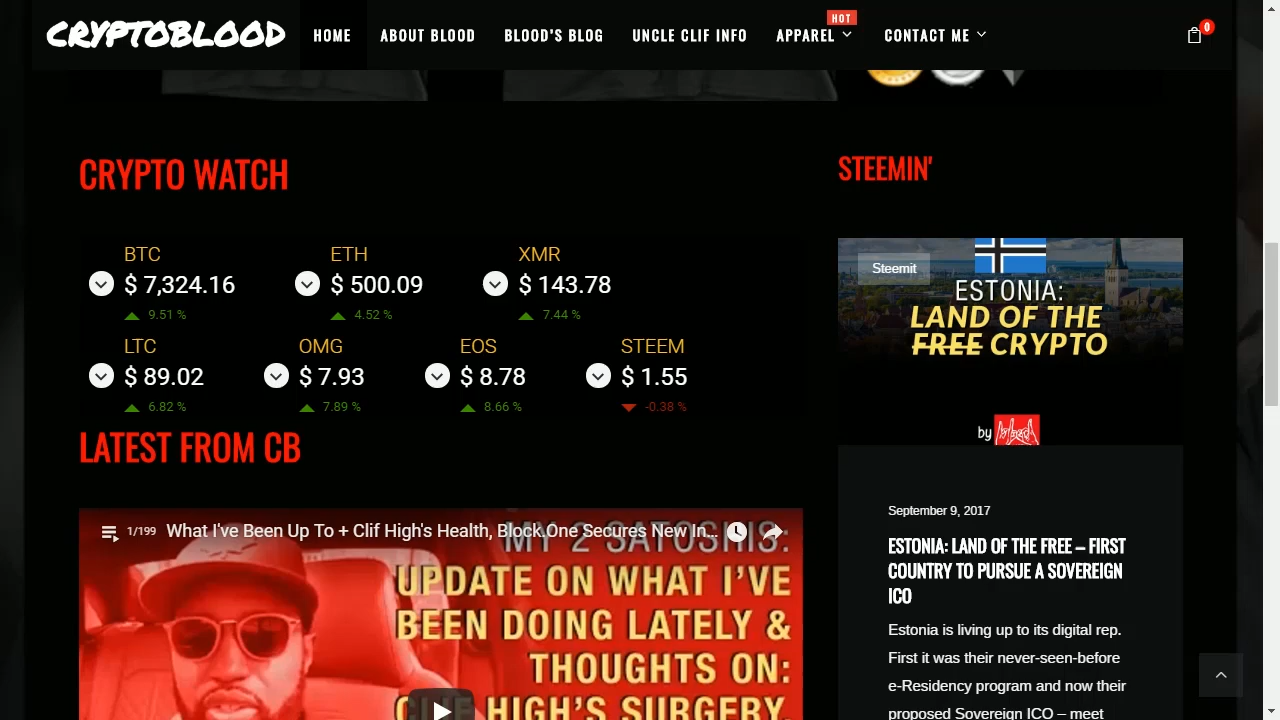 CRYPTOBLOOD
HOME
ABOUT BLOOD
BLOOD'S BLOG
UNCLE CLIF INFO
APPAREL
HOT
CONTACT ME
0
CRYPTO WATCH
BTC
$ 7,324.16
9.51 %
ETH
$ 500.09
4.52 %
XMR
$ 143.78
7.44 %
LTC
$ 89.02
6.82 %
OMG
$ 7.93
7.89 %
EOS
$ 8.78
8.66 %
STEEM
$ 1.55
-0.38 %
LATEST FROM CB
1/199
What I've Been Up To + Clif High's Health, Block.One Secures New In...
MY 2 SATOSHIS:
UPDATE ON WHAT I'VE
BEEN DOING LATELY &
THOUGHTS ON:
CLIF HIGH'S SURGERY,
STEEMIN'
Steemit
ESTONIA:
LAND OF THE
FREE CRYPTO
by
September 9, 2017
ESTONIA: LAND OF THE FREE – FIRST
COUNTRY TO PURSUE A SOVEREIGN
ICO
Estonia is living up to its digital rep.
First it was their never-seen-before
e-Residency program and now their
proposed Sovereign ICO – meet